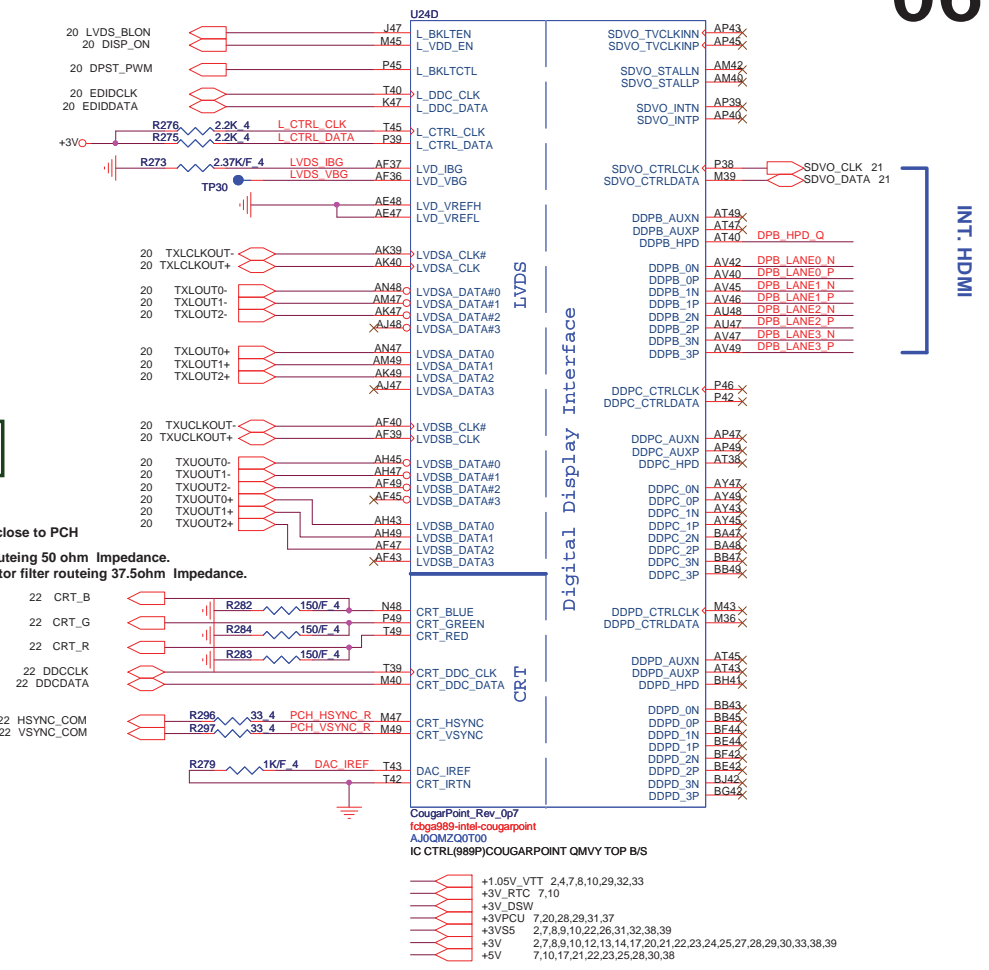 06
U24D
20 LVDS_BLON J47 L_BKLTEN
20 DISP_ON M45 L_VDD_EN
20 DPST_PWM P45 L_BKLTCTL
20 EDIDCLK T40 L_DDC_CLK
20 EDIDDATA K47 L_DDC_DATA
R276 2.2K_4 L_CTRL_CLK T45 L_CTRL_CLK
+3V R275 2.2K_4 L_CTRL_DATA P39 L_CTRL_DATA
R273 2.37K/F_4 LVDS_IBG AF37 LVD_IBG
TP30 LVDS_VBG AF36 LVD_VBG
AE48 LVD_VREFH
AE47 LVD_VREFL
20 TXLCLKOUT- AK39 LVDSA_CLK#
20 TXLCLKOUT+ AK40 LVDSA_CLK
20 TXLOUT0- AN48 LVDSA_DATA#0
20 TXLOUT1- AM47 LVDSA_DATA#1
20 TXLOUT2- AK47 LVDSA_DATA#2
AJ48 LVDSA_DATA#3
20 TXLOUT0+ AN47 LVDSA_DATA0
20 TXLOUT1+ AM49 LVDSA_DATA1
20 TXLOUT2+ AK49 LVDSA_DATA2
AJ47 LVDSA_DATA3
20 TXUCLKOUT- AF40 LVDSB_CLK#
20 TXUCLKOUT+ AF39 LVDSB_CLK
20 TXUOUT0- AH45 LVDSB_DATA#0
20 TXUOUT1- AH47 LVDSB_DATA#1
20 TXUOUT2- AF49 LVDSB_DATA#2
20 TXUOUT0+ AF45 LVDSB_DATA#3
20 TXUOUT1+
20 TXUOUT2+ AH43 LVDSB_DATA0
AH49 LVDSB_DATA1
AF47 LVDSB_DATA2
AF43 LVDSB_DATA3
close to PCH
uteing 50 ohm Impedance.
tor filter routeing 37.5ohm Impedance.
22 CRT_B R282 150/F_4 N48 CRT_BLUE
22 CRT_G R284 150/F_4 P49 CRT_GREEN
22 CRT_R R283 150/F_4 T49 CRT_RED
22 DDCCLK T39 CRT_DDC_CLK
22 DDCDATA M40 CRT_DDC_DATA
22 HSYNC_COM R296 33_4 PCH_HSYNC_R M47 CRT_HSYNC
22 VSYNC_COM R297 33_4 PCH_VSYNC_R M49 CRT_VSYNC
R279 1K/F_4 DAC_IREF T43 DAC_IREF
T42 CRT_IRTN
LVDS
CRT
Digital Display Interface
SDVO_TVCLKINN AP43
SDVO_TVCLKINP AP45
SDVO_STALLN AM42
SDVO_STALLP AM40
SDVO_INTN AP39
SDVO_INTP AP40
SDVO_CTRLCLK P38 SDVO_CLK 21
SDVO_CTRLDATA M39 SDVO_DATA 21
DDPB_AUXN AT49
DDPB_AUXP AT47
DDPB_HPD AT40 DPB_HPD_Q
DDPB_0N AV42 DPB_LANE0_N
DDPB_0P AV40 DPB_LANE0_P
DDPB_1N AV45 DPB_LANE1_N
DDPB_1P AV46 DPB_LANE1_P
DDPB_2N AU48 DPB_LANE2_N
DDPB_2P AU47 DPB_LANE2_P
DDPB_3N AV47 DPB_LANE3_N
DDPB_3P AV49 DPB_LANE3_P
INT. HDMI
DDPC_CTRLCLK P46
DDPC_CTRLDATA P42
DDPC_AUXN AP47
DDPC_AUXP AP49
DDPC_HPD AT38
DDPC_0N AY47
DDPC_0P AY49
DDPC_1N AY43
DDPC_1P AY45
DDPC_2N BA47
DDPC_2P BA48
DDPC_3N BB47
DDPC_3P BB49
DDPD_CTRLCLK M43
DDPD_CTRLDATA M36
DDPD_AUXN AT45
DDPD_AUXP AT43
DDPD_HPD BH41
DDPD_0N BB43
DDPD_0P BB45
DDPD_1N BF44
DDPD_1P BE44
DDPD_2N BF42
DDPD_2P BE42
DDPD_3N BJ42
DDPD_3P BG42
CougarPoint_Rev_0p7
fcbga989-intel-cougarpoint
AJ0QMZQ0T00
IC CTRL(989P)COUGARPOINT QMVY TOP B/S
+1.05V_VTT 2,4,7,8,10,29,32,33
+3V_RTC 7,10
+3V_DSW
+3VPCU 7,20,28,29,31,37
+3VS5 2,7,8,9,10,22,26,31,32,38,39
+3V 2,7,8,9,10,12,13,14,17,20,21,22,23,24,25,27,28,29,30,33,38,39
+5V 7,10,17,21,22,23,25,28,30,38